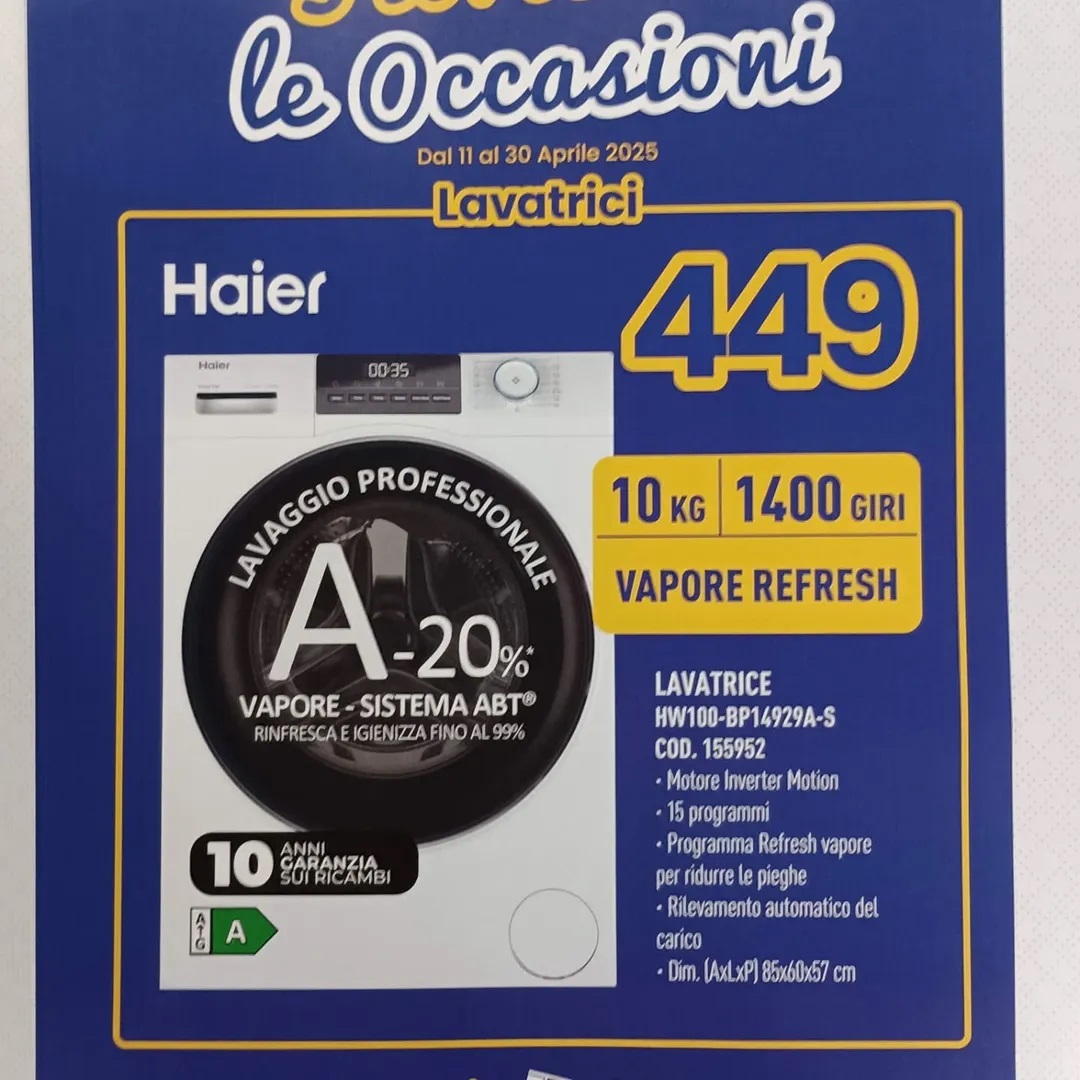 le Occasioni
Dal 11 al 30 Aprile 2025
Lavatrici
Haier
449
Haier
00:35
LAVAGGIO PROFESSIONALE
A-20%*
VAPORE - SISTEMA ABT®
RINFRESCA E IGIENIZZA FINO AL 99%
10 KG
1400 GIRI
VAPORE REFRESH
LAVATRICE
HW100-BP14929A-S
COD. 155952
• Motore Inverter Motion
• 15 programmi
• Programma Refresh vapore
per ridurre le pieghe
• Rilevamento automatico del
carico
• Dim. (AxLxP) 85x60x57 cm
10 ANNI
GARANZIA
SUI RICAMBI
A
G
A